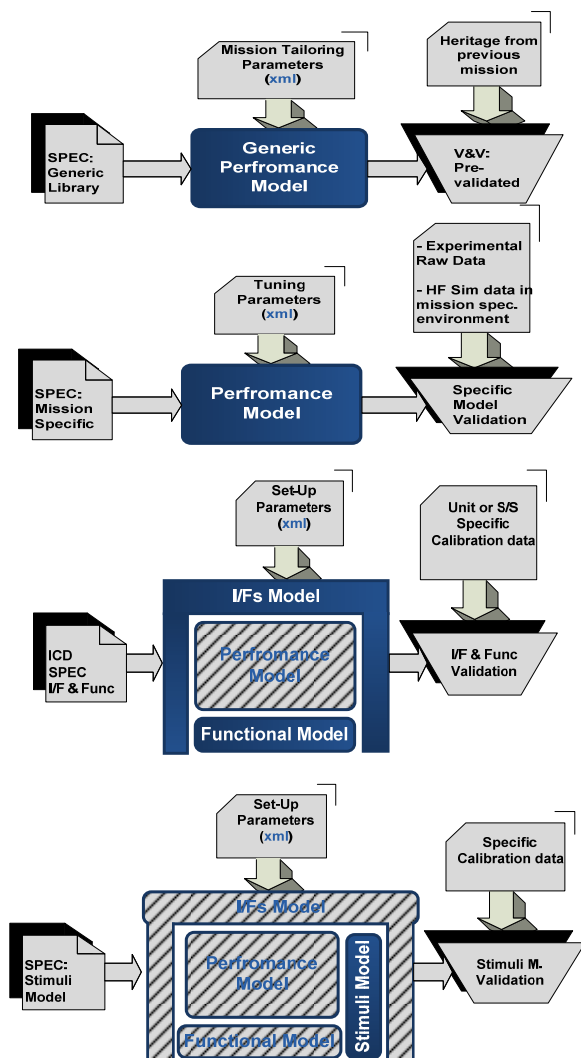 Mission Tailoring
Parameters
(xml)
Heritage from
previous
mission
SPEC:
Generic
Library
Generic
Perfromance
Model
V&V:
Pre-
validated
Tuning
Parameters
(xml)
- Experimental
Raw Data
- HF Sim data in
mission spec.
environment
SPEC:
Mission
Specific
Perfromance
Model
Specific
Model
Validation
Set-Up
Parameters
(xml)
Unit or S/S
Specific
Calibration data
I/Fs Model
ICD
SPEC
I/F & Func
Perfromance
Model
Functional Model
I/F & Func
Validation
Set-Up
Parameters
(xml)
Specific
Calibration data
I/Fs Model
SPEC:
Stimuli
Model
Perfromance
Model
Stimuli Model
Functional Model
Stimuli M.
Validation